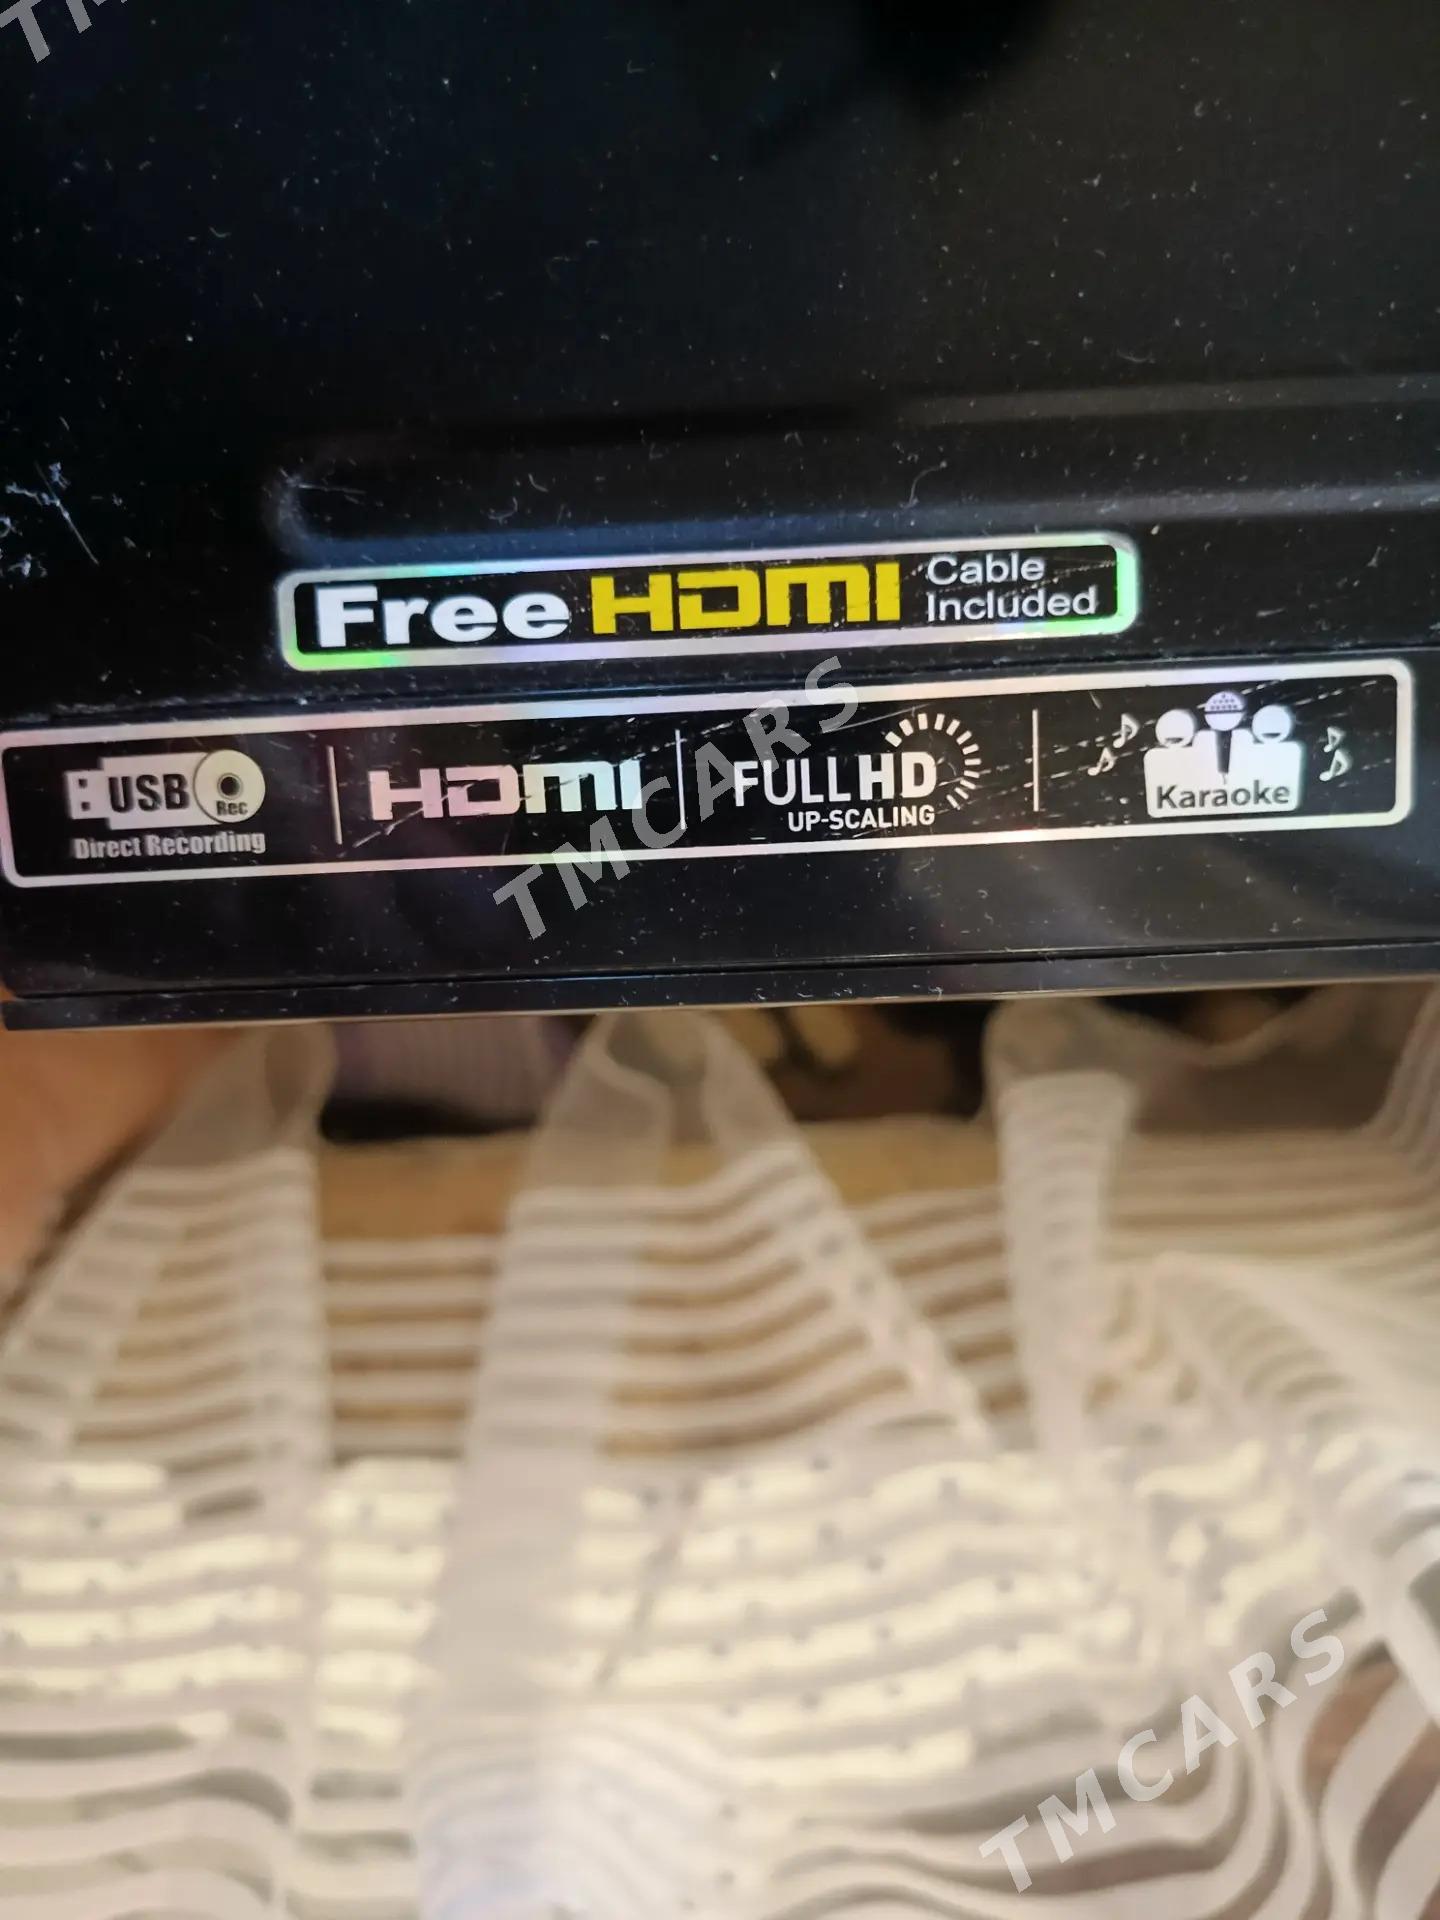 Free HDMI Cable Included
USB Rec Direct Recording
HDMI
FULL HD UP-SCALING
Karaoke
TMCARS
TMCARS